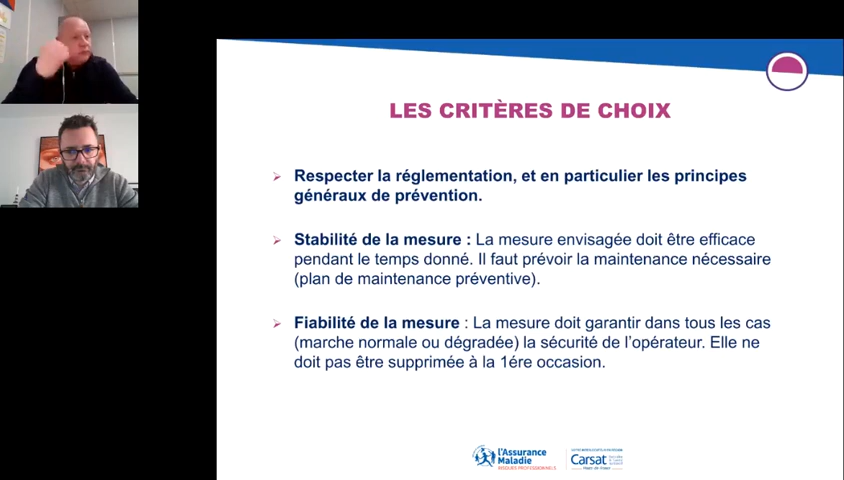 LES CRITÈRES DE CHOIX
Respecter la réglementation, et en particulier les principes
généraux de prévention.
Stabilité de la mesure : La mesure envisagée doit être efficace
pendant le temps donné. Il faut prévoir la maintenance nécessaire
(plan de maintenance préventive).
Fiabilité de la mesure : La mesure doit garantir dans tous les cas
(marche normale ou dégradée) la sécurité de l'opérateur. Elle ne
doit pas être supprimée à la 1ére occasion.
l'Assurance
Maladie
RISQUES PROFESSIONNELS
Carsat